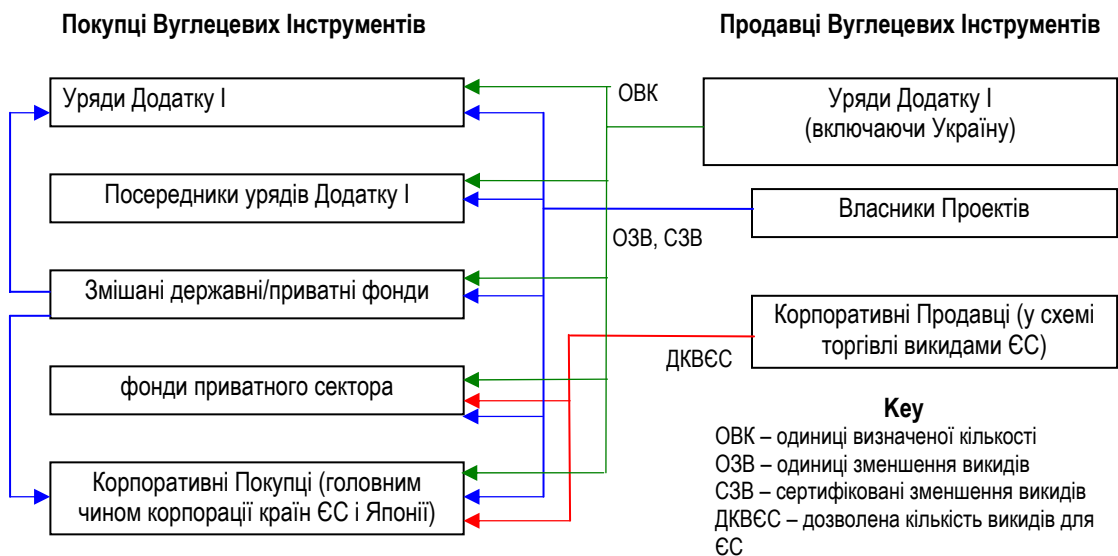 Покупці Вуглецевих Інструментів
Продавці Вуглецевих Інструментів
Уряди Додатку І
ОВК
Уряди Додатку І
(включаючи Україну)
Посередники урядів Додатку І
Власники Проектів
ОЗВ, СЗВ
Змішані державні/приватні фонди
Корпоративні Продавці (у схемі
торгівлі викидами ЄС)
ДКВЄС
фонди приватного сектора
Key
ОВК – одиниці визначеної кількості
ОЗВ – одиниці зменшення викидів
СЗВ – сертифіковані зменшення викидів
ДКВЄС – дозволена кількість викидів для
ЄС
Корпоративні Покупці (головним
чином корпорації країн ЄС і Японії)